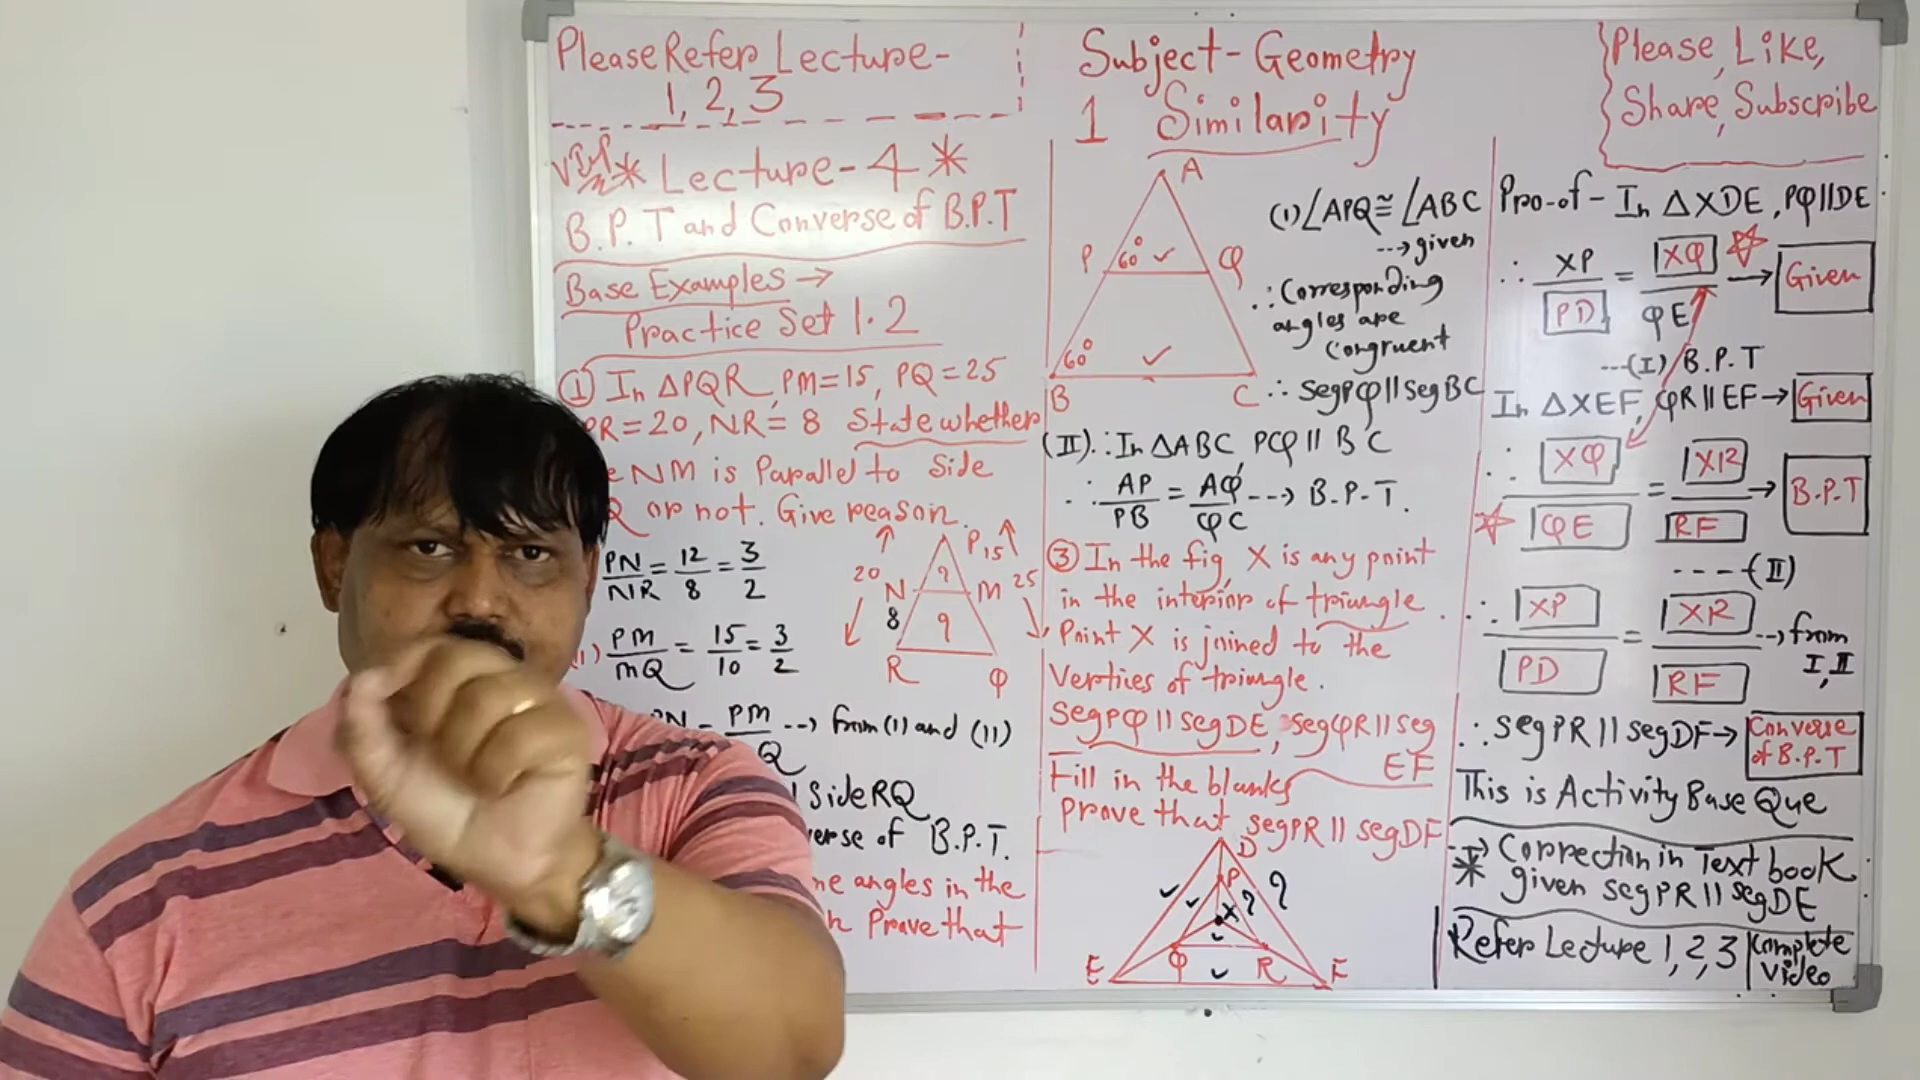 Please Refer Lecture-
1, 2, 3
Subject - Geometry
1 Similarity
Please, Like,
Share, Subscribe
* Lecture - 4 *
B.P.T and Converse of B.P.T
Base Examples →
Practice Set 1.2
① In △PQR, PM = 15, PQ = 25
PR = 20, NR = 8 State whether
NM is Parallel to Side
or not. Give reason.
PN/NR = 12/8 = 3/2
PM/MQ = 15/10 = 3/2
PM --→ from (1) and (11)
Q
Side RQ
B.P.T.
angles in the
Prove that
20 N 8 R P 15 M 25 Q ? ?
A
P 60° ✓ Q
60° ✓
B C
(1) ∠APQ ≅ ∠ABC
---→ given
∴ Corresponding
angles are
congruent
∴ seg PQ || seg BC
(II) ∴ In △ABC PQ || BC
∴ AP/PB = AQ/QC ---→ B.P.T.
③ In the fig, X is any point
in the interior of triangle
Point X is joined to the
Vertices of triangle.
seg PQ || seg DE, seg QR || seg
EF
Fill in the blanks
Prove that seg PR || seg DF
D
P ?
X ?
E Q R F
Proof - In △XDE, PQ || DE
∴ XP/PD = XQ/QE → Given
---(I) B.P.T
In △XEF, QR || EF → Given
∴ XQ/QE = XR/RF → B.P.T
----(II)
∴ XP/PD = XR/RF --→ from
I, II
∴ seg PR || seg DF → Converse
of B.P.T
This is Activity Base Que
* → Correction in Text book
given seg PR || seg DE
Refer Lecture 1, 2, 3 Complete
Video